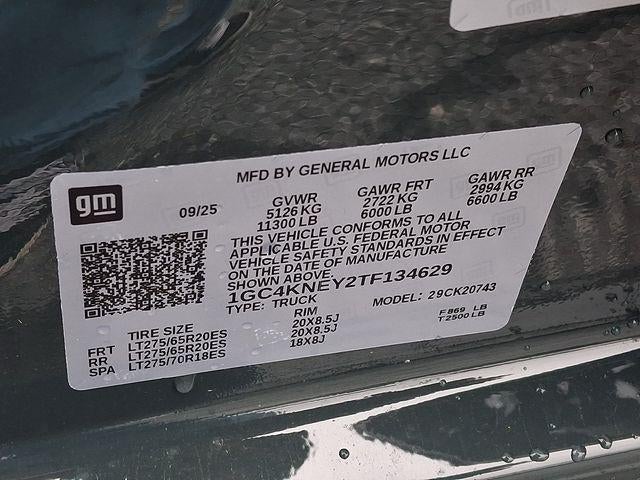 MFD BY GENERAL MOTORS LLC
gm
09/25
GVWR GAWR FRT GAWR RR
5126 KG 2722 KG 2994 KG
11300 LB 6000 LB 6600 LB
THIS VEHICLE CONFORMS TO ALL
APPLICABLE U.S. FEDERAL MOTOR
VEHICLE SAFETY STANDARDS IN EFFECT
ON THE DATE OF MANUFACTURE
SHOWN ABOVE.
1GC4KNEY2TF134629
TYPE: TRUCK MODEL: 29CK20743
TIRE SIZE RIM
FRT LT275/65R20ES 20X8.5J F 869 LB
RR LT275/65R20ES 20X8.5J T 2500 LB
SPA LT275/70R18ES 18X8J